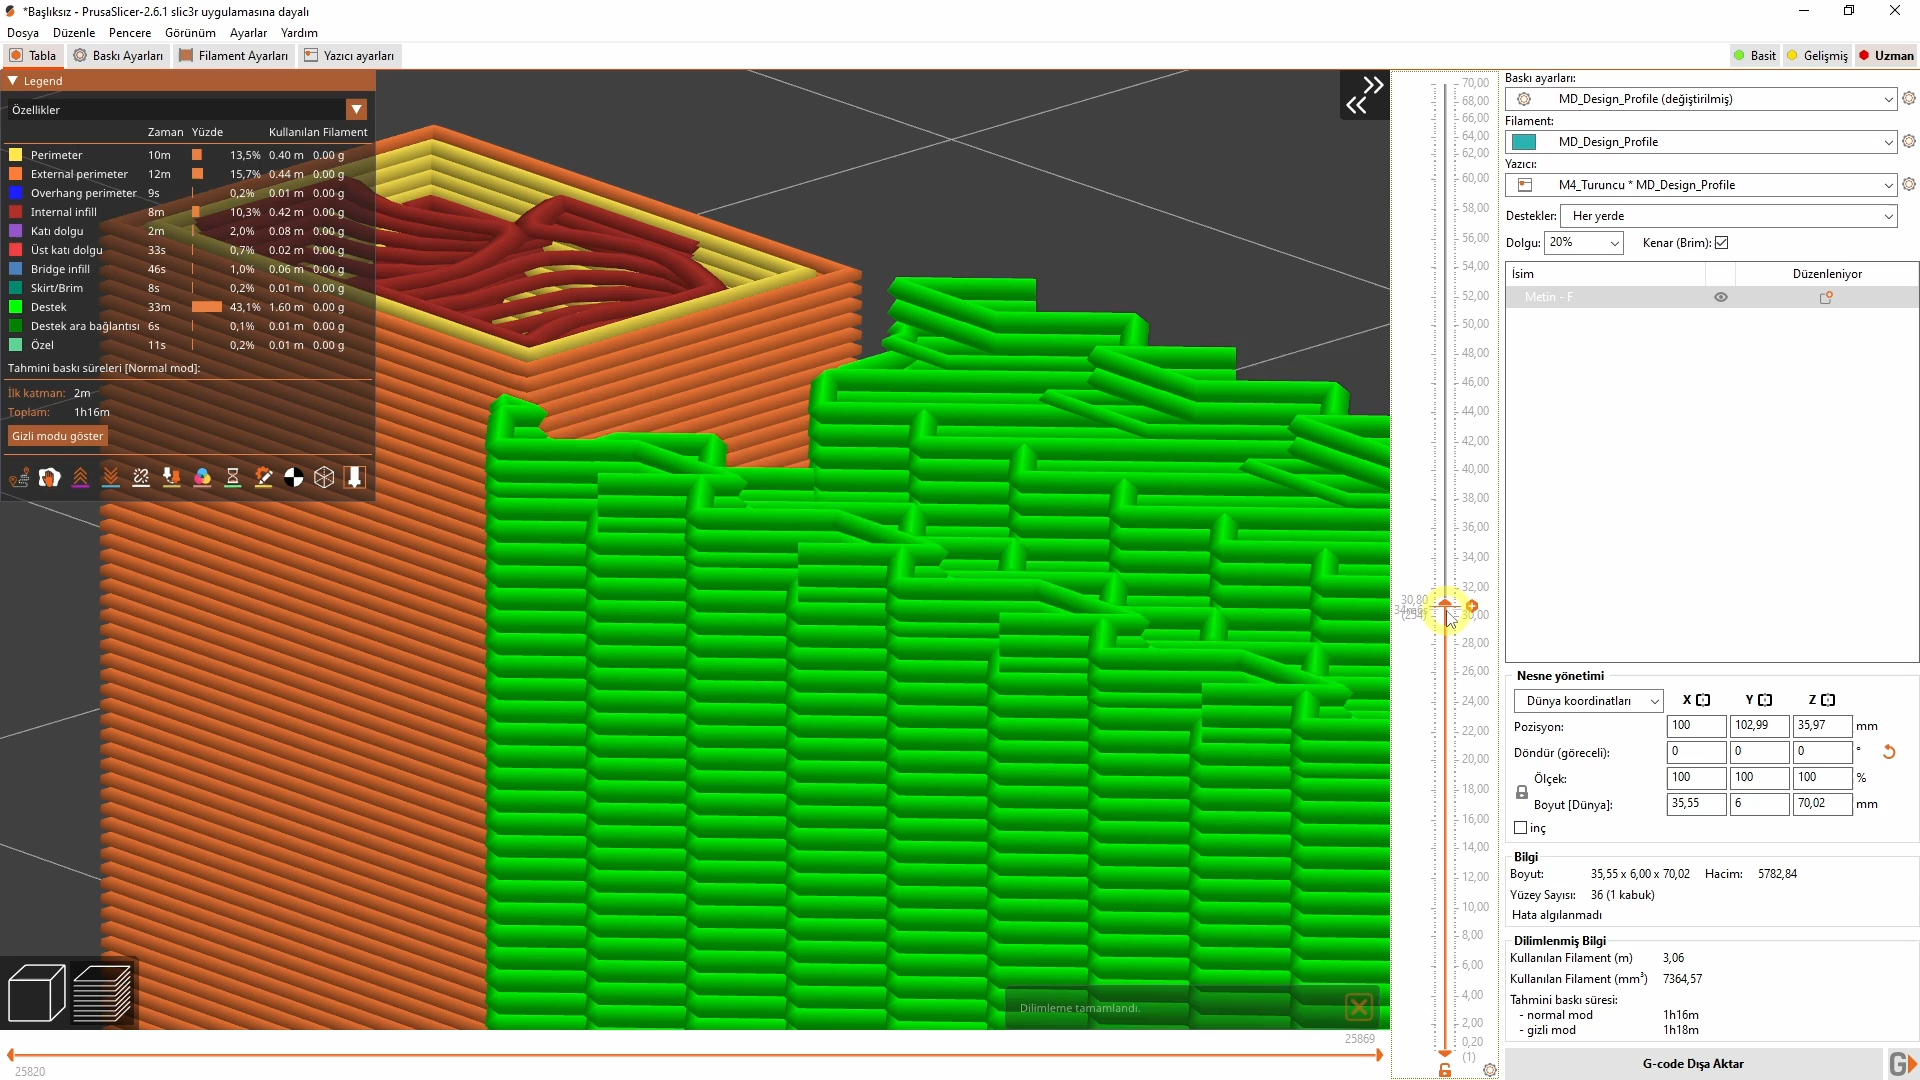 *Başlıksız - PrusaSlicer-2.6.1 slic3r uygulamasına dayalı
Dosya Düzenle Pencere Görünüm Ayarlar Yardım
Tabla Baskı Ayarları Filament Ayarları Yazıcı ayarları Basit Gelişmiş Uzman
Legend
Özellikler
Zaman Yüzde Kullanılan Filament
Perimeter 10m 13,5% 0.40 m 0.00 g
External perimeter 12m 15,7% 0.44 m 0.00 g
Overhang perimeter 9s 0,2% 0.01 m 0.00 g
Internal infill 8m 10,3% 0.42 m 0.00 g
Katı dolgu 2m 2,0% 0.08 m 0.00 g
Üst katı dolgu 33s 0,7% 0.02 m 0.00 g
Bridge infill 46s 1,0% 0.06 m 0.00 g
Skirt/Brim 8s 0,2% 0.01 m 0.00 g
Destek 33m 43,1% 1.60 m 0.00 g
Destek ara bağlantısı 6s 0,1% 0.01 m 0.00 g
Özel 11s 0,2% 0.01 m 0.00 g
Tahmini baskı süreleri [Normal mod]:
İlk katman: 2m
Toplam: 1h16m
Gizli modu göster
Dilimleme tamamlandı.
25869
25820
70,00
68,00
66,00
64,00
62,00
60,00
58,00
56,00
54,00
52,00
50,00
48,00
46,00
44,00
42,00
40,00
38,00
36,00
34,00
32,00
30,80
(254)
30,00
28,00
26,00
24,00
22,00
20,00
18,00
16,00
14,00
12,00
10,00
8,00
6,00
4,00
2,00
0,20
(1)
Baskı ayarları:
MD_Design_Profile (değiştirilmiş)
Filament:
MD_Design_Profile
Yazıcı:
M4_Turuncu * MD_Design_Profile
Destekler: Her yerde
Dolgu: 20% Kenar (Brim):
İsim Düzenleniyor
Metin - F
Nesne yönetimi
Dünya koordinatları X Y Z
Pozisyon: 100 102,99 35,97 mm
Döndür (göreceli): 0 0 0 °
Ölçek: 100 100 100 %
Boyut [Dünya]: 35,55 6 70,02 mm
inç
Bilgi
Boyut: 35,55 x 6,00 x 70,02 Hacim: 5782,84
Yüzey Sayısı: 36 (1 kabuk)
Hata algılanmadı
Dilimlenmiş Bilgi
Kullanılan Filament (m) 3,06
Kullanılan Filament (mm³) 7364,57
Tahmini baskı süresi:
- normal mod 1h16m
- gizli mod 1h18m
G-code Dışa Aktar